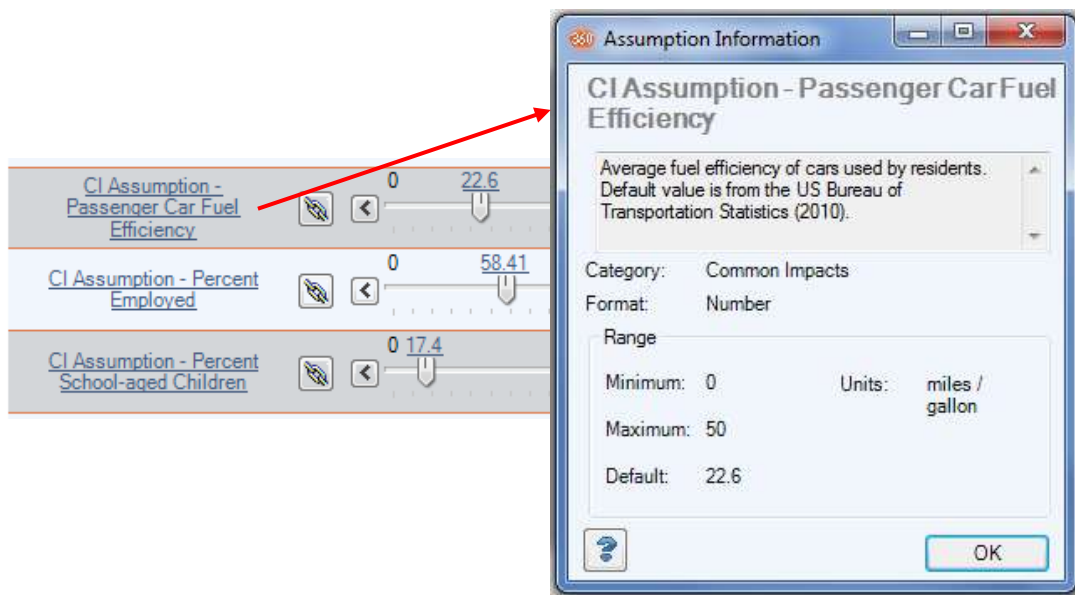 CI Assumption -
Passenger Car Fuel
Efficiency
0 22.6
CI Assumption - Percent
Employed
0 58.41
CI Assumption - Percent
School-aged Children
0 17.4
360 Assumption Information
CI Assumption - Passenger Car Fuel
Efficiency
Average fuel efficiency of cars used by residents.
Default value is from the US Bureau of
Transportation Statistics (2010).
Category: Common Impacts
Format: Number
Range
Minimum: 0 Units: miles /
gallon
Maximum: 50
Default: 22.6
OK